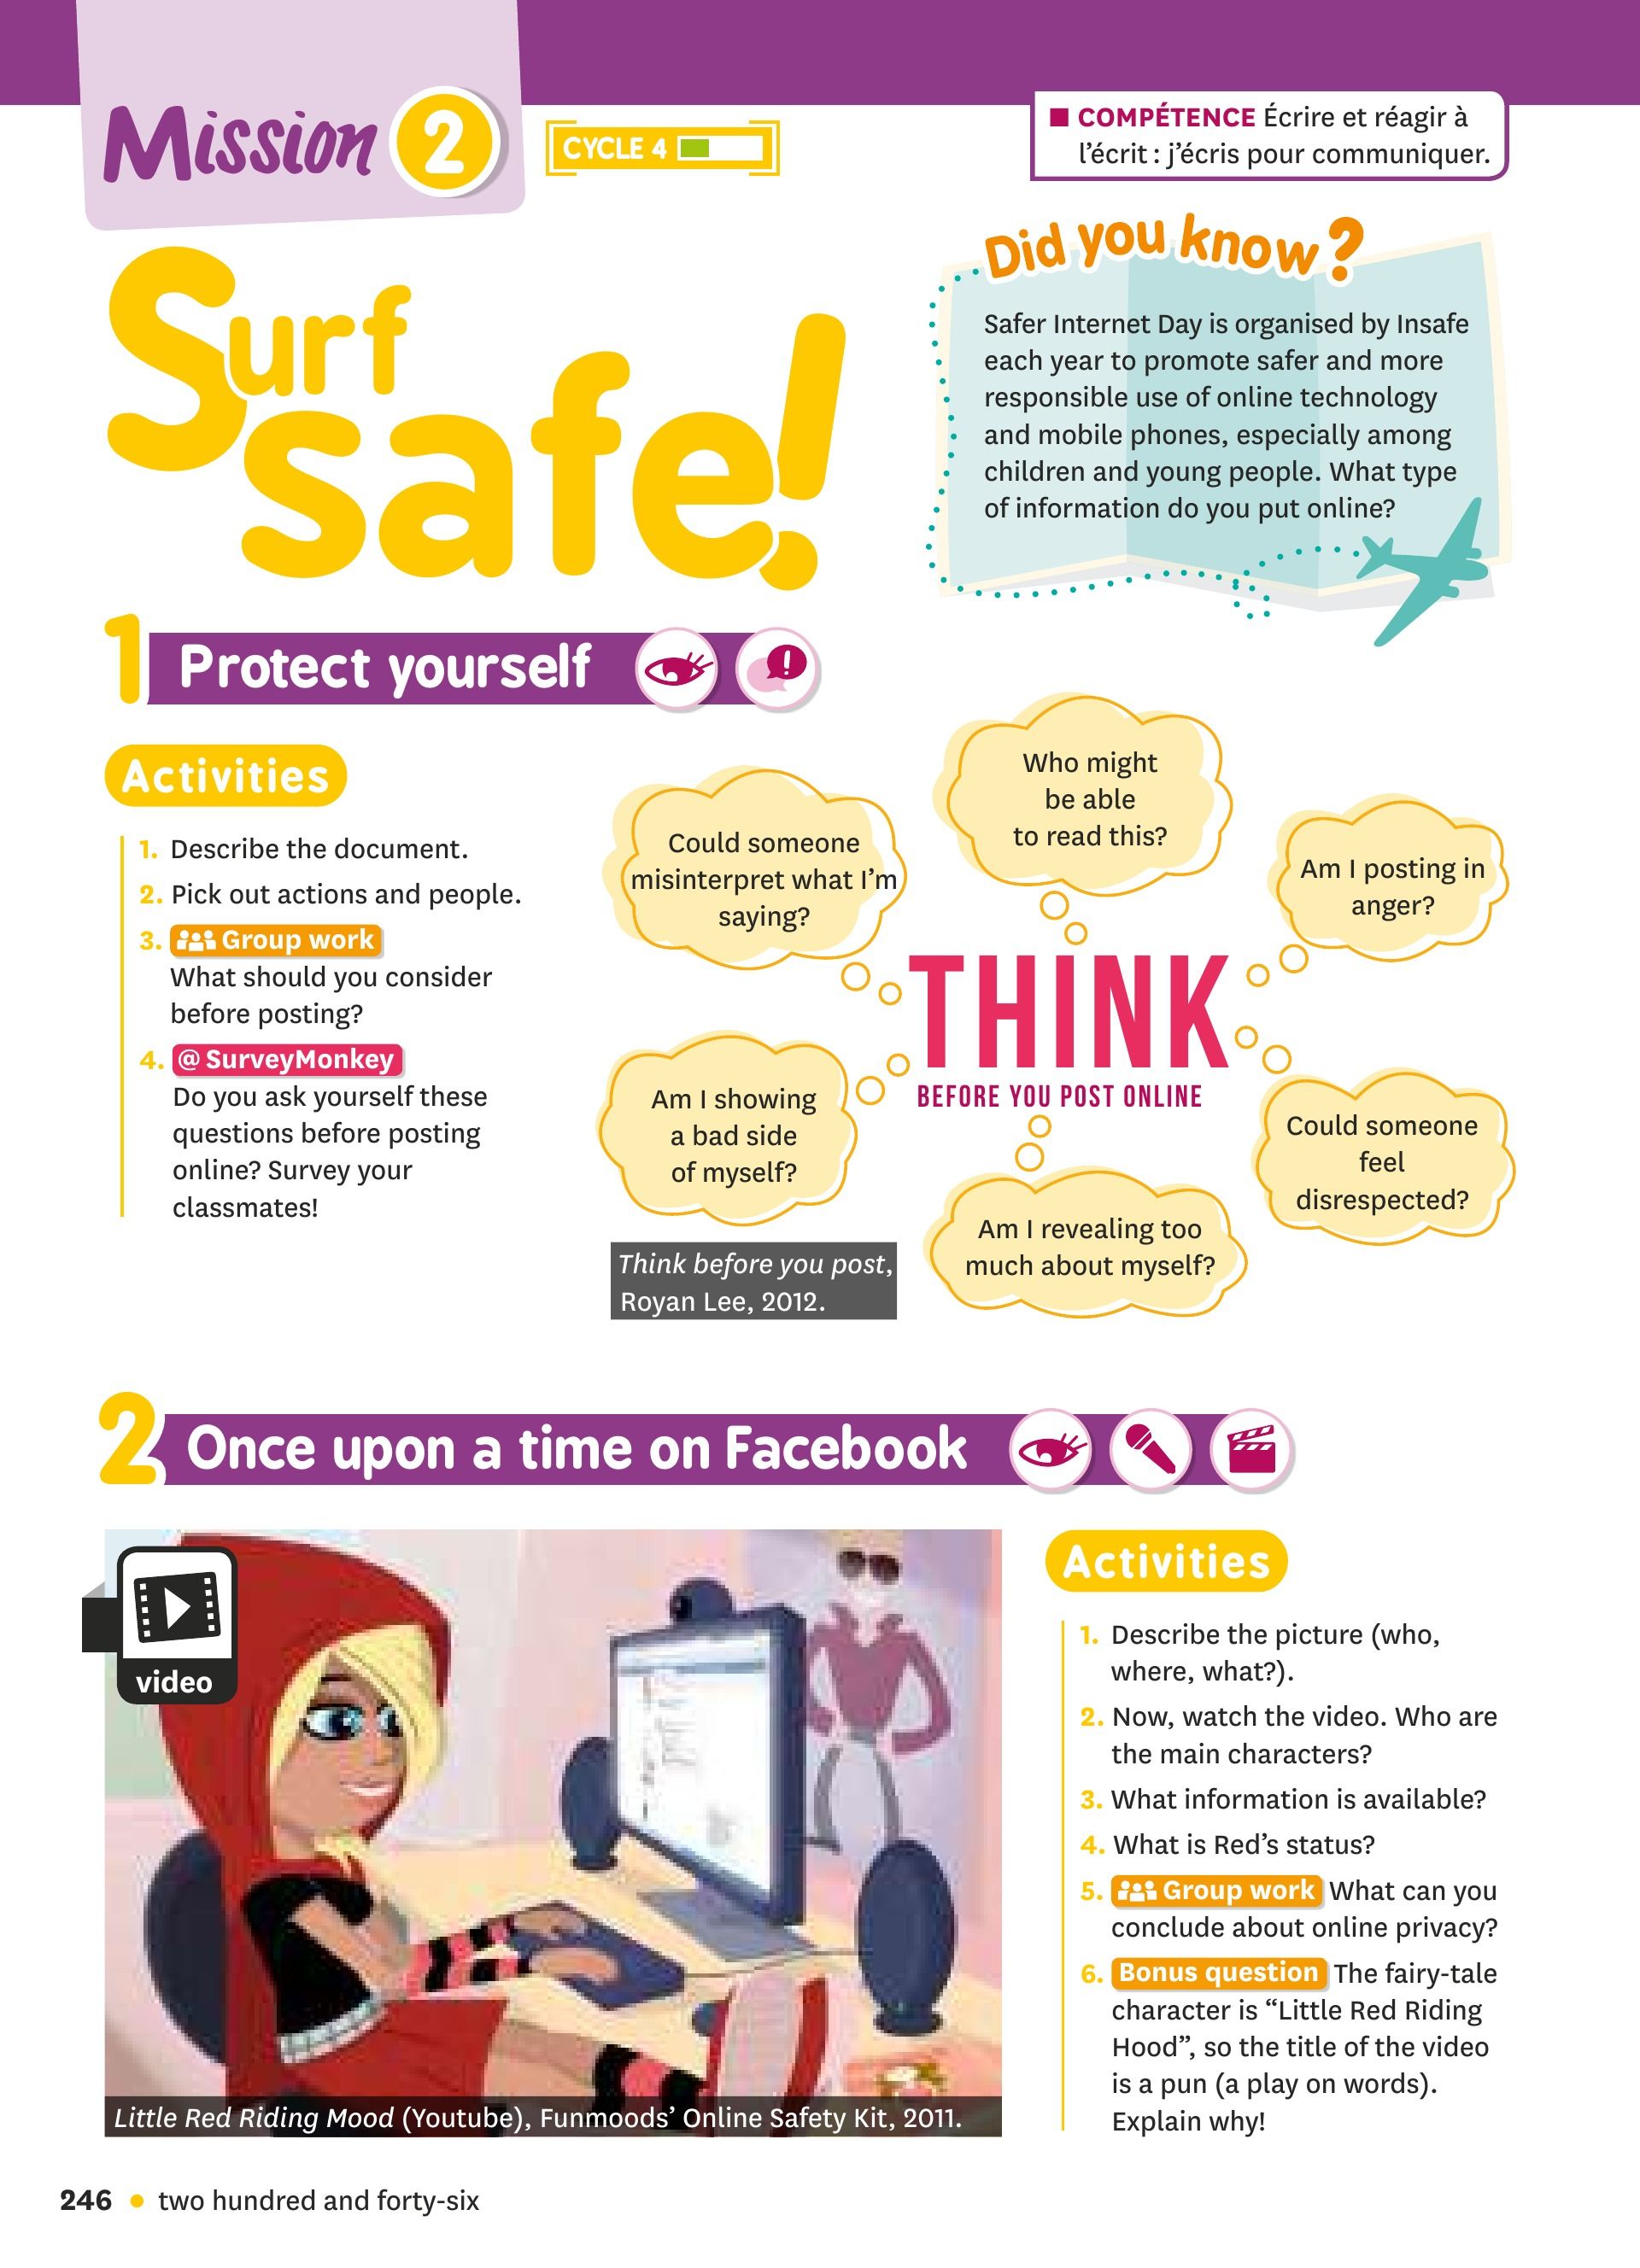 Mission 2
CYCLE 4
■ COMPÉTENCE Écrire et réagir à
l'écrit : j'écris pour communiquer.
Surf
safe!
Did you know?
Safer Internet Day is organised by Insafe
each year to promote safer and more
responsible use of online technology
and mobile phones, especially among
children and young people. What type
of information do you put online?
1 Protect yourself
Activities
1. Describe the document.
2. Pick out actions and people.
3. Group work
What should you consider
before posting?
4. @ SurveyMonkey
Do you ask yourself these
questions before posting
online? Survey your
classmates!
Could someone
misinterpret what I'm
saying?
Who might
be able
to read this?
Am I posting in
anger?
THINK
BEFORE YOU POST ONLINE
Am I showing
a bad side
of myself?
Could someone
feel
disrespected?
Am I revealing too
much about myself?
Think before you post,
Royan Lee, 2012.
2 Once upon a time on Facebook
video
Little Red Riding Mood (Youtube), Funmoods' Online Safety Kit, 2011.
Activities
1. Describe the picture (who,
where, what?).
2. Now, watch the video. Who are
the main characters?
3. What information is available?
4. What is Red's status?
5. Group work What can you
conclude about online privacy?
6. Bonus question The fairy-tale
character is “Little Red Riding
Hood”, so the title of the video
is a pun (a play on words).
Explain why!
246 • two hundred and forty-six